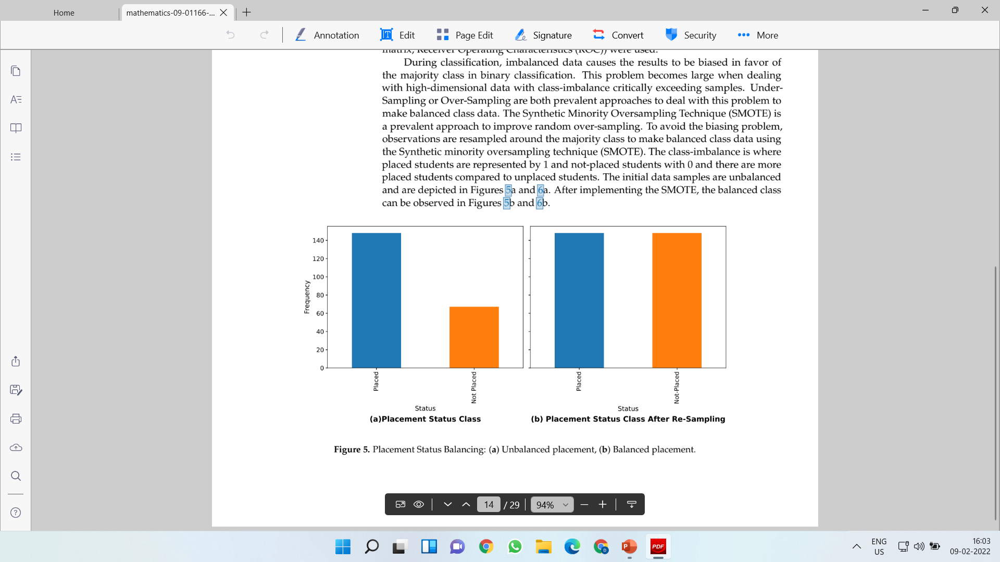 Home
mathematics-09-01166-...
Annotation
Edit
Page Edit
Signature
Convert
Security
More
matrix, Receiver Operating Characteristics (ROC)) were used.
During classification, imbalanced data causes the results to be biased in favor of
the majority class in binary classification. This problem becomes large when dealing
with high-dimensional data with class-imbalance critically exceeding samples. Under-
Sampling or Over-Sampling are both prevalent approaches to deal with this problem to
make balanced class data. The Synthetic Minority Oversampling Technique (SMOTE) is
a prevalent approach to improve random over-sampling. To avoid the biasing problem,
observations are resampled around the majority class to make balanced class data using
the Synthetic minority oversampling technique (SMOTE). The class-imbalance is where
placed students are represented by 1 and not-placed students with 0 and there are more
placed students compared to unplaced students. The initial data samples are unbalanced
and are depicted in Figures 5a and 6a. After implementing the SMOTE, the balanced class
can be observed in Figures 5b and 6b.
140
120
100
80
60
40
20
0
Frequency
Placed
Not Placed
Status
(a)Placement Status Class
Placed
Not-Placed
Status
(b) Placement Status Class After Re-Sampling
Figure 5. Placement Status Balancing: (a) Unbalanced placement, (b) Balanced placement.
14 / 29
94%
PDF
ENG
US
16:03
09-02-2022